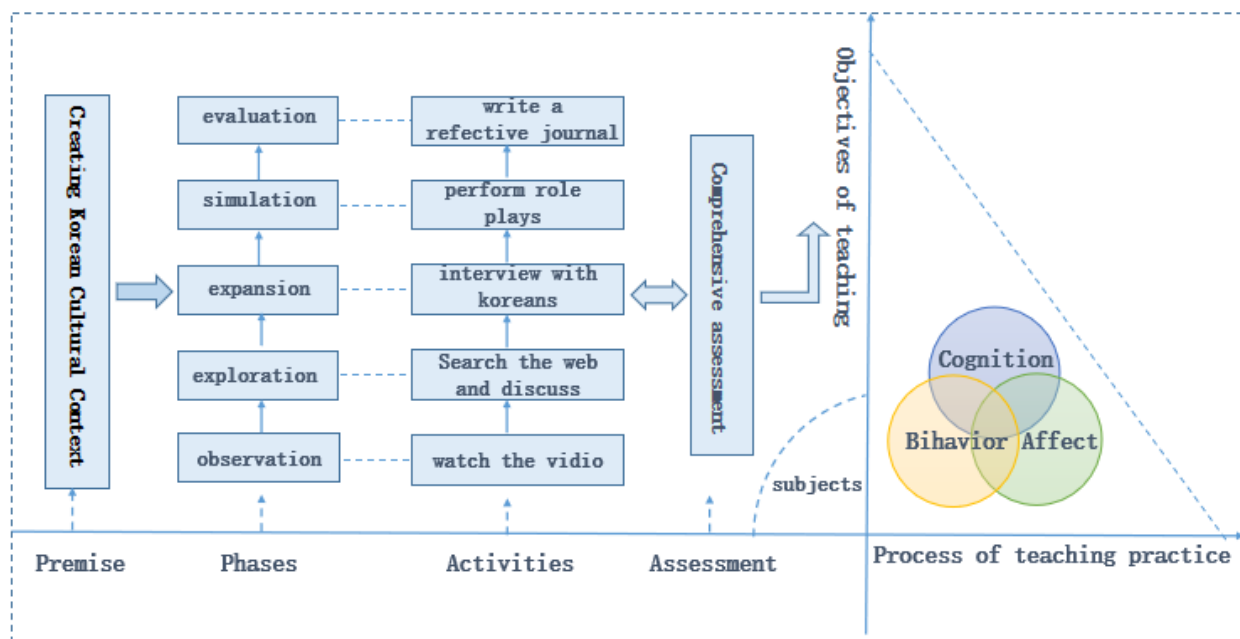 Creating Korean Cultural Context
evaluation
simulation
expansion
exploration
observation
write a
refective journal
perform role
plays
interview with
koreans
Search the web
and discuss
watch the vidio
Comprehensive assessment
Objectives of teaching
Cognition
Bihavior
Affect
subjects
Premise
Phases
Activities
Assessment
Process of teaching practice